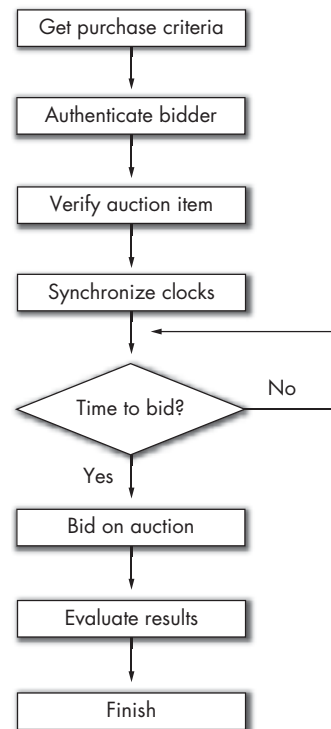 Get purchase criteria
Authenticate bidder
Verify auction item
Synchronize clocks
Time to bid?
No
Yes
Bid on auction
Evaluate results
Finish